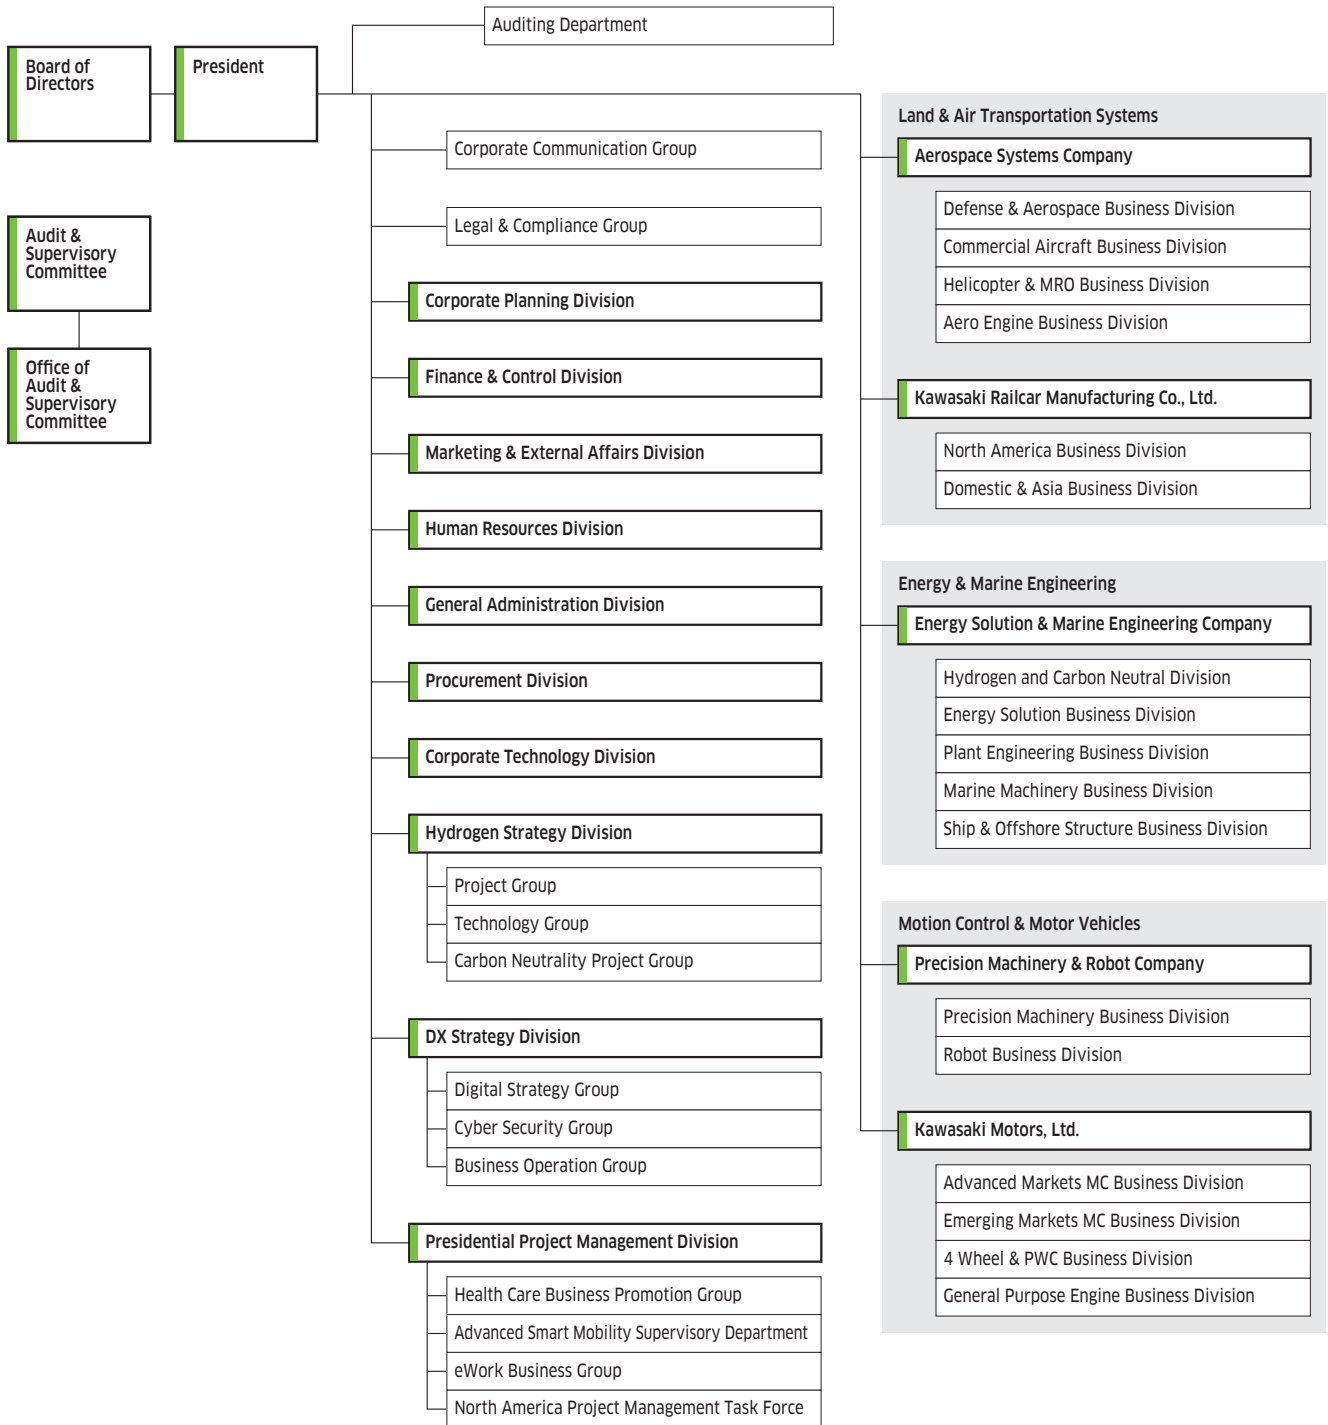 Auditing Department
Board of
Directors
President
Audit &
Supervisory
Committee
Office of
Audit &
Supervisory
Committee
Corporate Communication Group
Legal & Compliance Group
Corporate Planning Division
Finance & Control Division
Marketing & External Affairs Division
Human Resources Division
General Administration Division
Procurement Division
Corporate Technology Division
Hydrogen Strategy Division
Project Group
Technology Group
Carbon Neutrality Project Group
DX Strategy Division
Digital Strategy Group
Cyber Security Group
Business Operation Group
Presidential Project Management Division
Health Care Business Promotion Group
Advanced Smart Mobility Supervisory Department
eWork Business Group
North America Project Management Task Force
Land & Air Transportation Systems
Aerospace Systems Company
Defense & Aerospace Business Division
Commercial Aircraft Business Division
Helicopter & MRO Business Division
Aero Engine Business Division
Kawasaki Railcar Manufacturing Co., Ltd.
North America Business Division
Domestic & Asia Business Division
Energy & Marine Engineering
Energy Solution & Marine Engineering Company
Hydrogen and Carbon Neutral Division
Energy Solution Business Division
Plant Engineering Business Division
Marine Machinery Business Division
Ship & Offshore Structure Business Division
Motion Control & Motor Vehicles
Precision Machinery & Robot Company
Precision Machinery Business Division
Robot Business Division
Kawasaki Motors, Ltd.
Advanced Markets MC Business Division
Emerging Markets MC Business Division
4 Wheel & PWC Business Division
General Purpose Engine Business Division